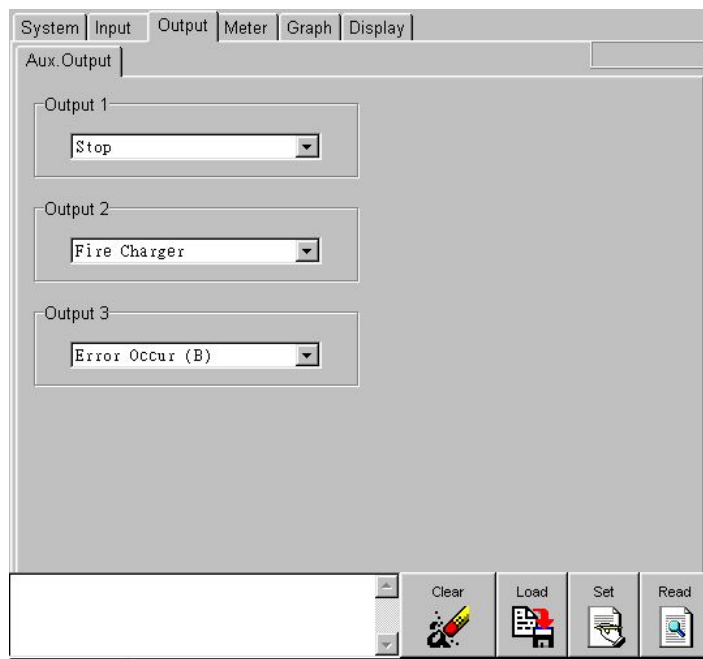 System Input Output Meter Graph Display
Aux.Output
Output 1
Stop
Output 2
Fire Charger
Output 3
Error Occur (B)
Clear Load Set Read